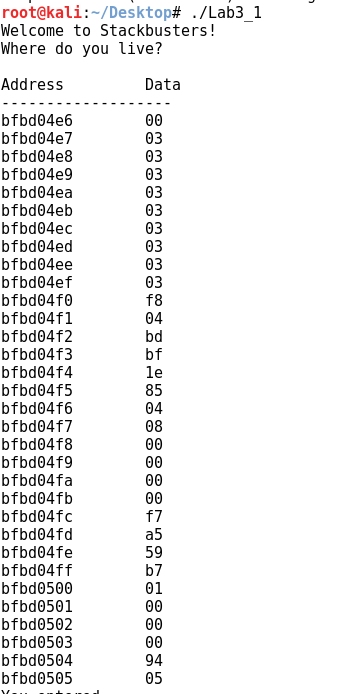 root@kali:~/Desktop# ./Lab3_1
Welcome to Stackbusters!
Where do you live?
Address Data
-------------------
bfbd04e6 00
bfbd04e7 03
bfbd04e8 03
bfbd04e9 03
bfbd04ea 03
bfbd04eb 03
bfbd04ec 03
bfbd04ed 03
bfbd04ee 03
bfbd04ef 03
bfbd04f0 f8
bfbd04f1 04
bfbd04f2 bd
bfbd04f3 bf
bfbd04f4 1e
bfbd04f5 85
bfbd04f6 04
bfbd04f7 08
bfbd04f8 00
bfbd04f9 00
bfbd04fa 00
bfbd04fb 00
bfbd04fc f7
bfbd04fd a5
bfbd04fe 59
bfbd04ff b7
bfbd0500 01
bfbd0501 00
bfbd0502 00
bfbd0503 00
bfbd0504 94
bfbd0505 05